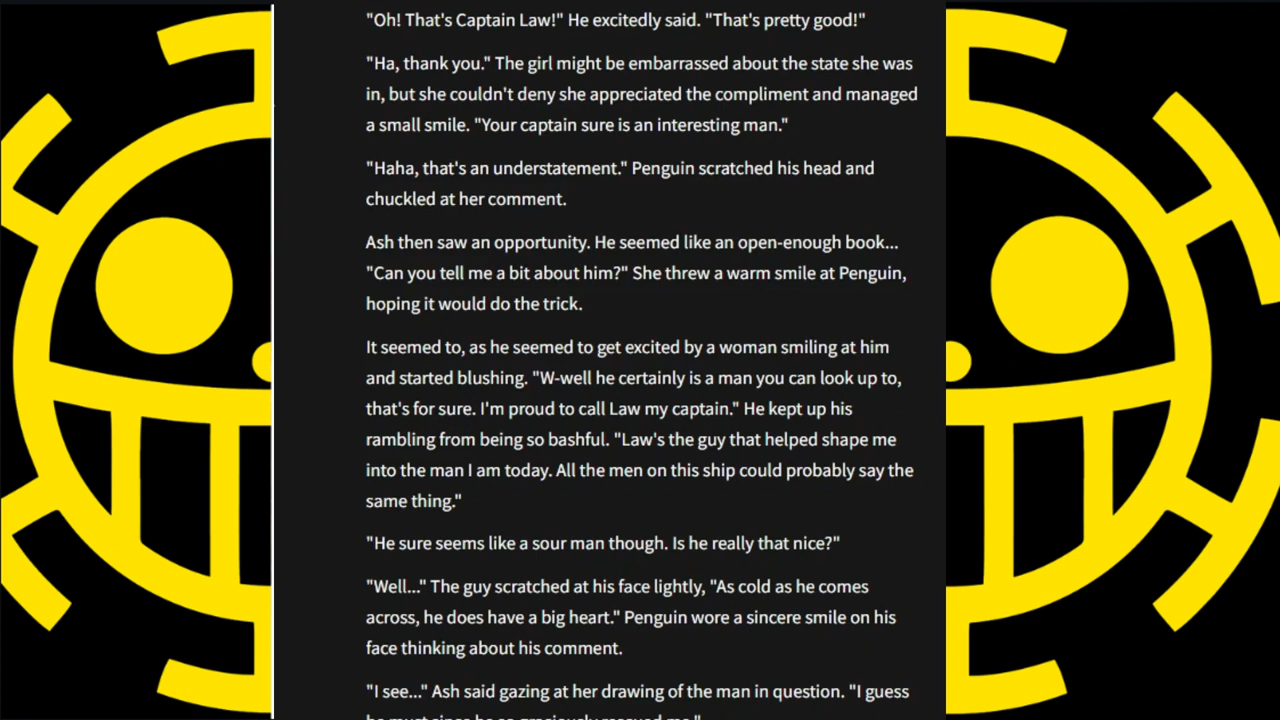 "Oh! That's Captain Law!" He excitedly said. "That's pretty good!"
"Ha, thank you." The girl might be embarrassed about the state she was
in, but she couldn't deny she appreciated the compliment and managed
a small smile. "Your captain sure is an interesting man."
"Haha, that's an understatement." Penguin scratched his head and
chuckled at her comment.
Ash then saw an opportunity. He seemed like an open-enough book...
"Can you tell me a bit about him?" She threw a warm smile at Penguin,
hoping it would do the trick.
It seemed to, as he seemed to get excited by a woman smiling at him
and started blushing. "W-well he certainly is a man you can look up to,
that's for sure. I'm proud to call Law my captain." He kept up his
rambling from being so bashful. "Law's the guy that helped shape me
into the man I am today. All the men on this ship could probably say the
same thing."
"He sure seems like a sour man though. Is he really that nice?"
"Well..." The guy scratched at his face lightly, "As cold as he comes
across, he does have a big heart." Penguin wore a sincere smile on his
face thinking about his comment.
"I see..." Ash said gazing at her drawing of the man in question. "I guess
he must since he so graciously rescued me."